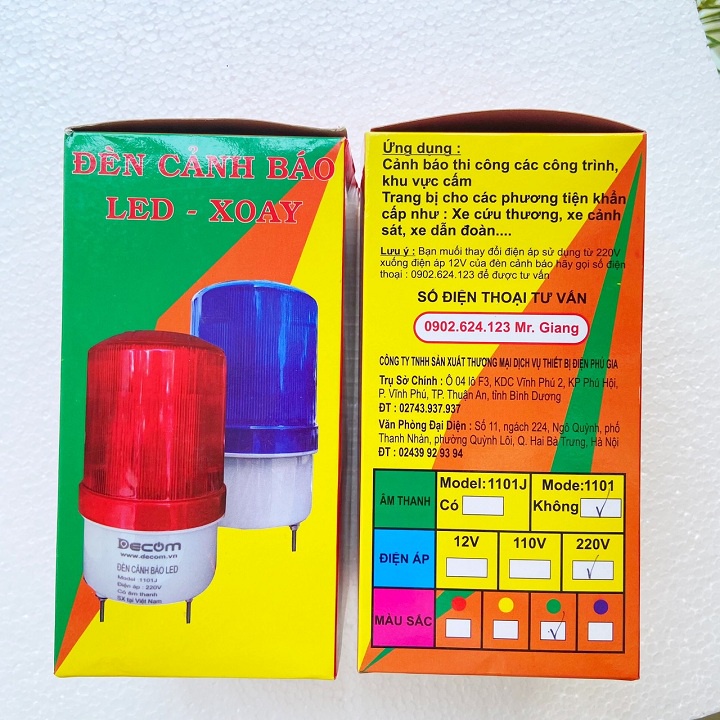 ĐÈN CẢNH BÁO
LED - XOAY
DECOM
www.decom.vn
ĐÈN CẢNH BÁO LED
Model : 1101J
Điện áp : 220V
Có âm thanh
SX tại Việt Nam
Ứng dụng :
Cảnh báo thi công các công trình,
khu vực cấm
Trang bị cho các phương tiện khẩn
cấp như : Xe cứu thương, xe cảnh
sát, xe dẫn đoàn....
Lưu ý : Bạn muối thay đổi điện áp sử dụng từ 220V
xuống điện áp 12V của đèn cảnh báo hãy gọi số điện
thoại : 0902.624.123 để được tư vấn
SỐ ĐIỆN THOẠI TƯ VẤN
0902.624.123 Mr. Giang
CÔNG TY TNHH SẢN XUẤT THƯƠNG MẠI DỊCH VỤ THIẾT BỊ ĐIỆN PHÚ GIA
Trụ Sở Chính : Ô 04 lô F3, KDC Vĩnh Phú 2, KP Phú Hội,
P. Vĩnh Phú, TP. Thuận An, tỉnh Bình Dương
ĐT : 02743.937.937
Văn Phòng Đại Diện : Số 11, ngách 224, Ngô Quỳnh, phố
Thanh Nhàn, phường Quỳnh Lôi, Q. Hai Bà Trưng, Hà Nội
ĐT : 02439 92 93 94
ÂM THANH
Model:1101J
Có
Mode:1101
Không
ĐIỆN ÁP
12V
110V
220V
MÀU SẮC